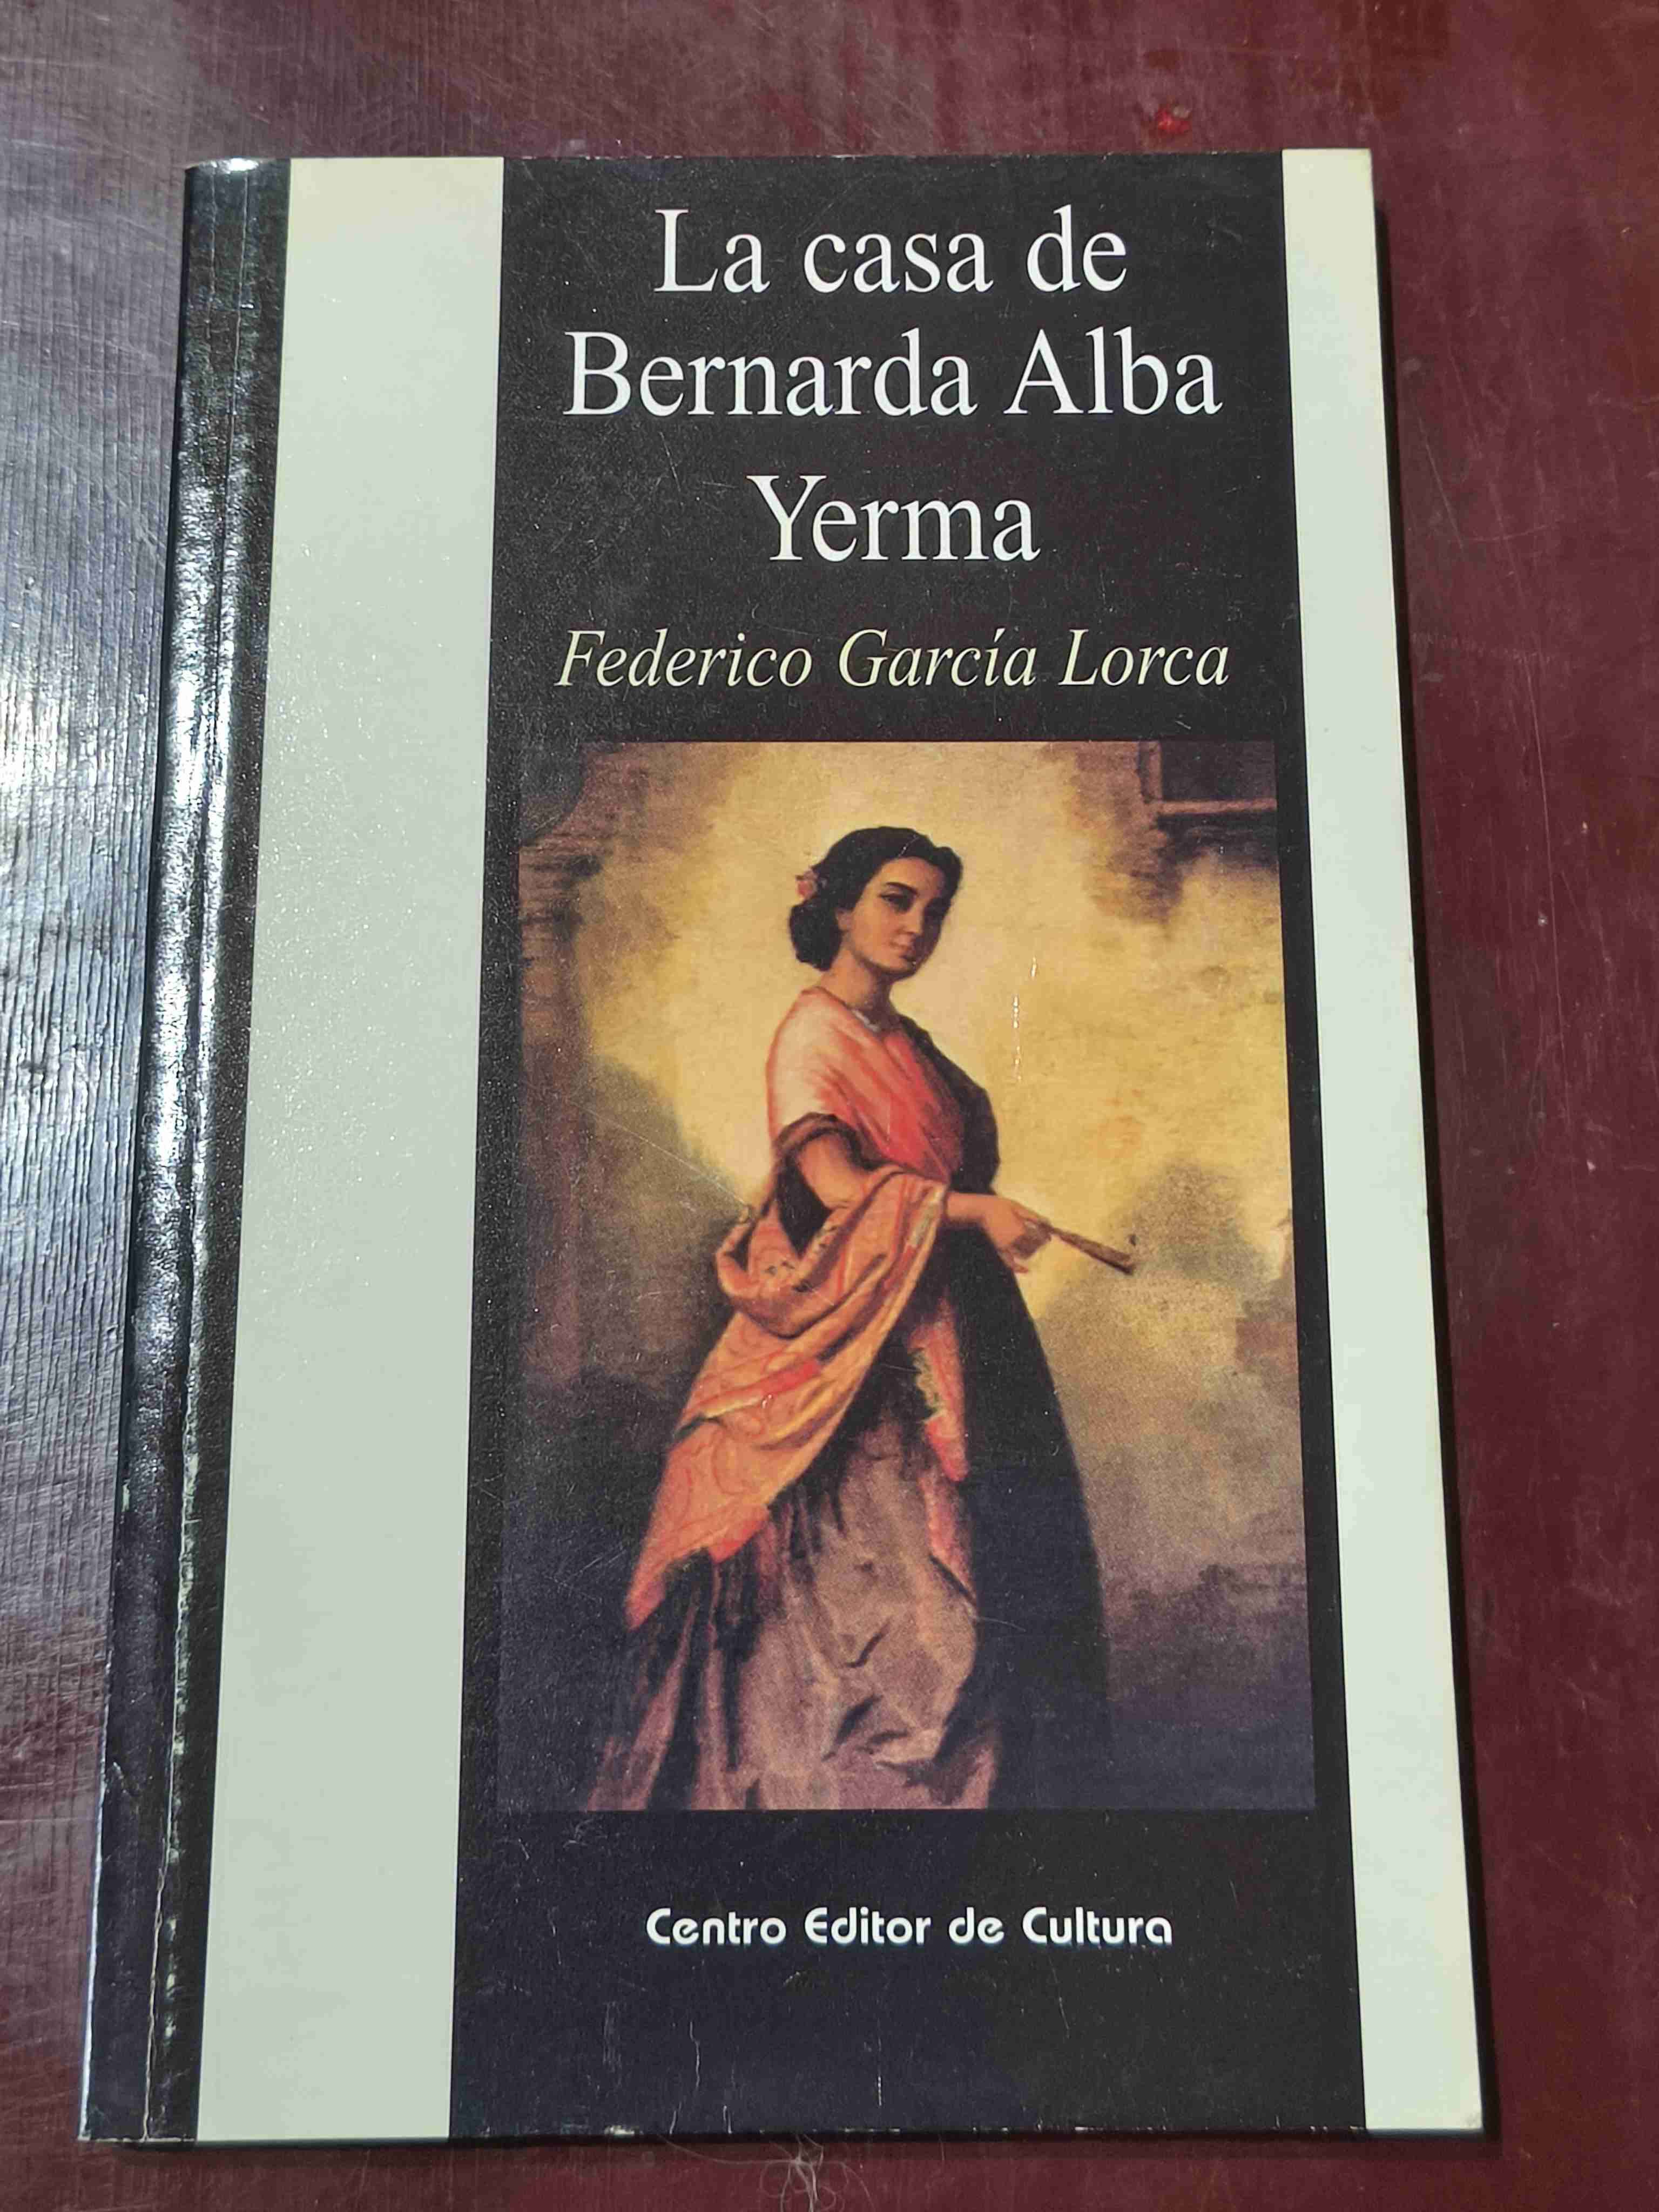 La casa de
Bernarda Alba
Yerma
Federico García Lorca
Centro Editor de Cultura